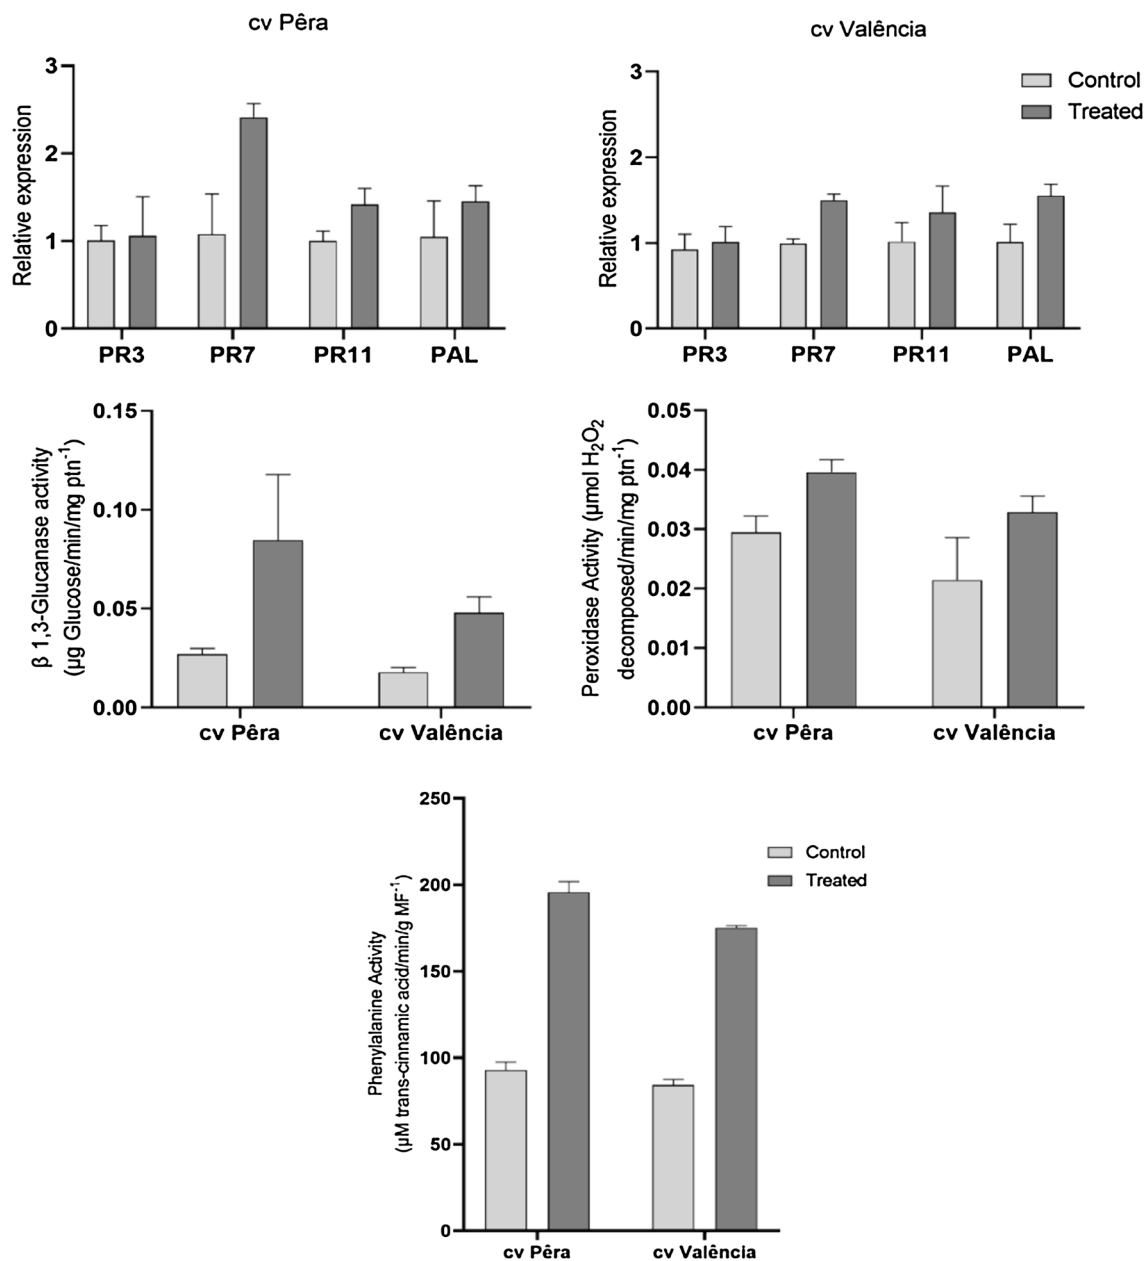 cv Pêra
3
2
1
0
Relative expression
PR3 PR7 PR11 PAL
cv Valência
3
2
1
0
Relative expression
PR3 PR7 PR11 PAL
Control
Treated
0.15
0.10
0.05
0.00
β 1,3-Glucanase activity
(µg Glucose/min/mg ptn⁻¹)
cv Pêra cv Valência
0.05
0.04
0.03
0.02
0.01
0.00
Peroxidase Activity (µmol H₂O₂
decomposed/min/mg ptn⁻¹)
cv Pêra cv Valência
250
200
150
100
50
0
Phenylalanine Activity
(µM trans-cinnamic acid/min/g MF⁻¹)
cv Pêra cv Valência
Control
Treated